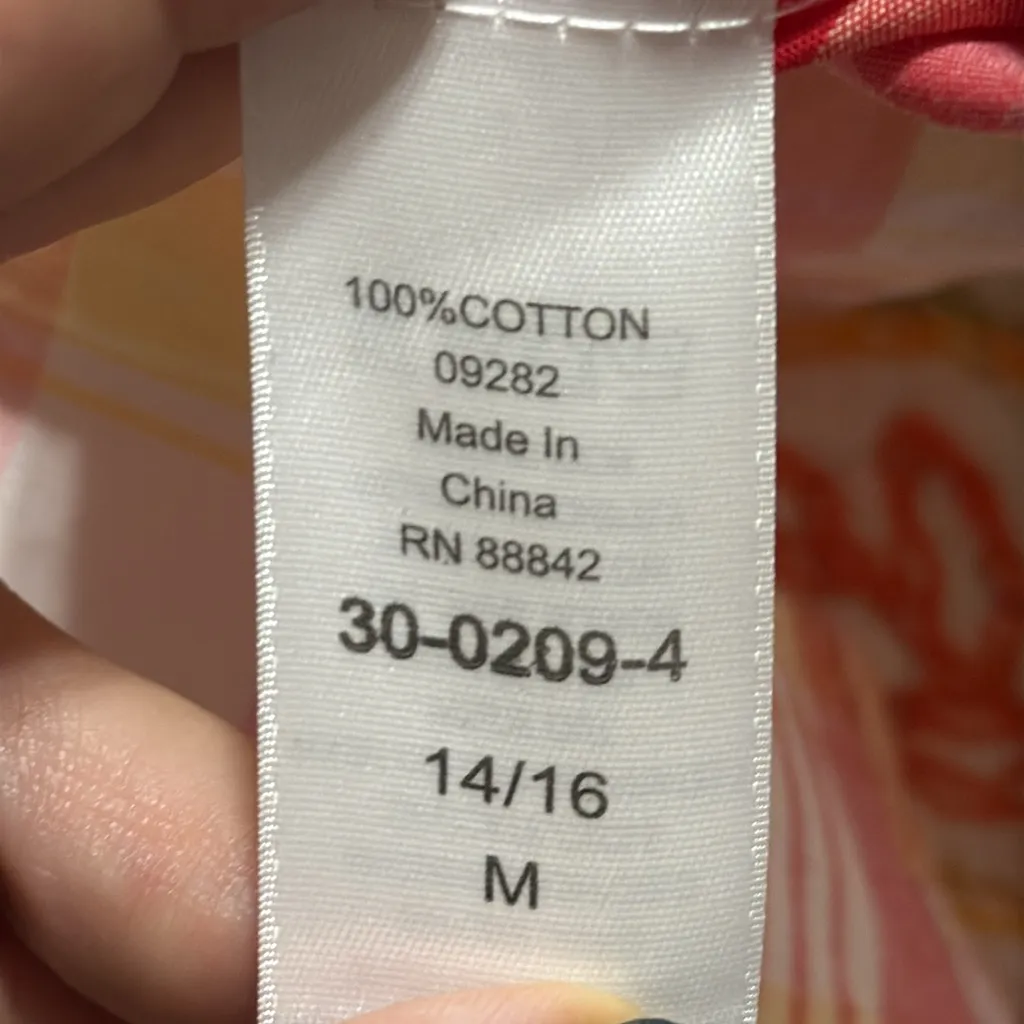 100%COTTON
09282
Made In
China
RN 88842
30-0209-4
14/16
M